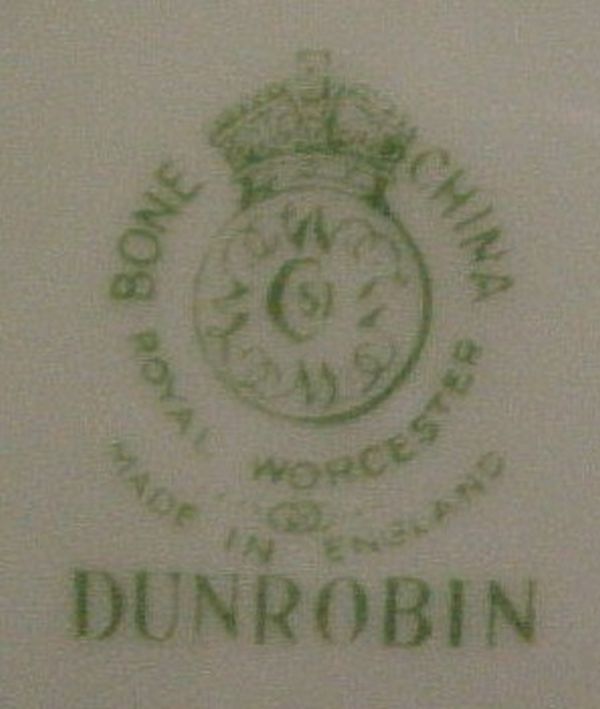 BONE CHINA
ROYAL WORCESTER
MADE IN ENGLAND
DUNROBIN